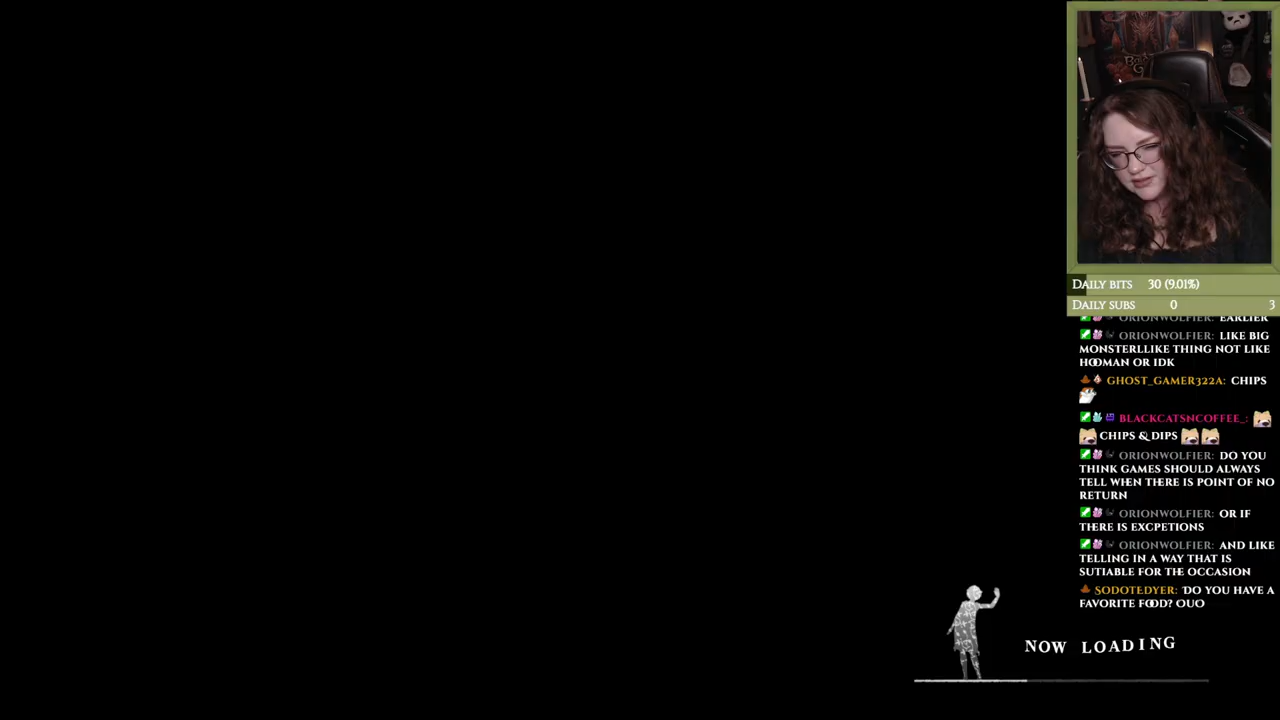 Daily bits 30 (9.01%)
Daily subs 0 3
ORIONWOLFIER: EARLIER
ORIONWOLFIER: LIKE BIG
MONSTERLLIKE THING NOT LIKE
HOOMAN OR IDK
GHOST_GAMER322A: CHIPS
BLACKCATSNCOFFEE_:
CHIPS & DIPS
ORIONWOLFIER: DO YOU
THINK GAMES SHOULD ALWAYS
TELL WHEN THERE IS POINT OF NO
RETURN
ORIONWOLFIER: OR IF
THERE IS EXCPETIONS
ORIONWOLFIER: AND LIKE
TELLING IN A WAY THAT IS
SUTIABLE FOR THE OCCASION
SODOTEDYER: DO YOU HAVE A
FAVORITE FOOD? OUO
NOW LOADING